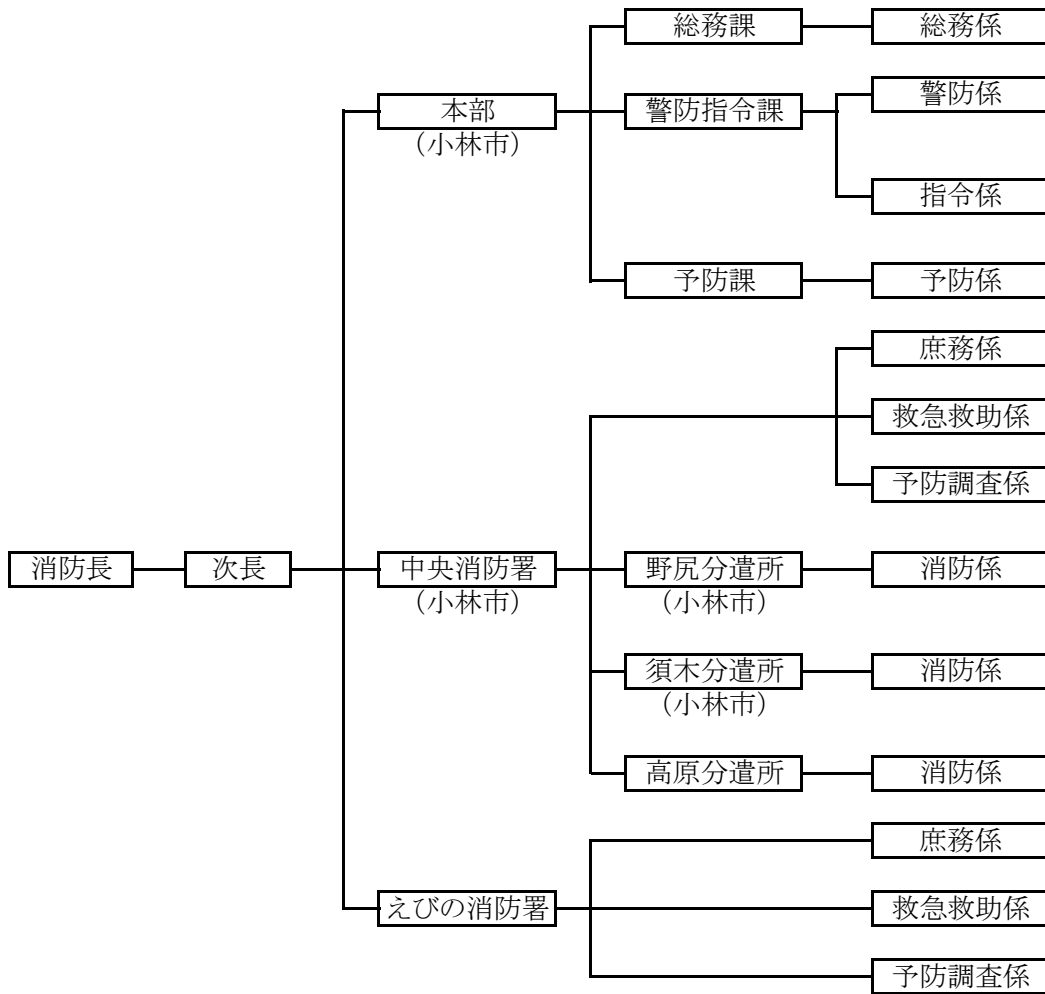 総務課
総務係
本部
(小林市)
警防指令課
警防係
指令係
予防課
予防係
庶務係
救急救助係
予防調査係
消防長
次長
中央消防署
(小林市)
野尻分遣所
(小林市)
消防係
須木分遣所
(小林市)
消防係
高原分遣所
消防係
えびの消防署
庶務係
救急救助係
予防調査係